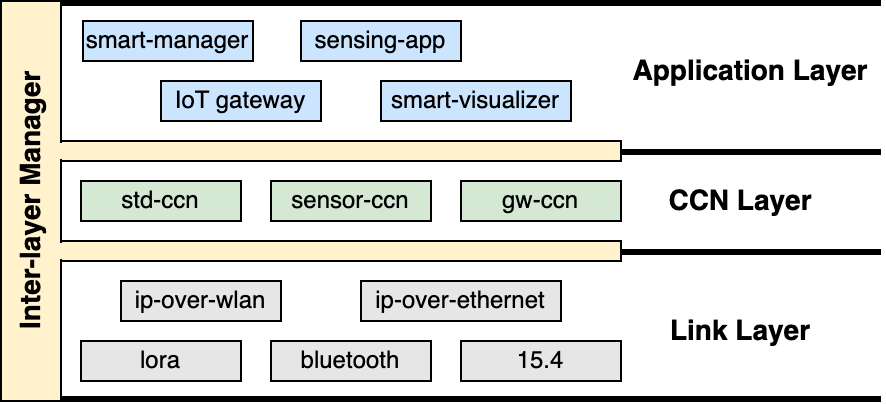 Inter-layer Manager
smart-manager
sensing-app
IoT gateway
smart-visualizer
Application Layer
std-ccn
sensor-ccn
gw-ccn
CCN Layer
ip-over-wlan
ip-over-ethernet
lora
bluetooth
15.4
Link Layer